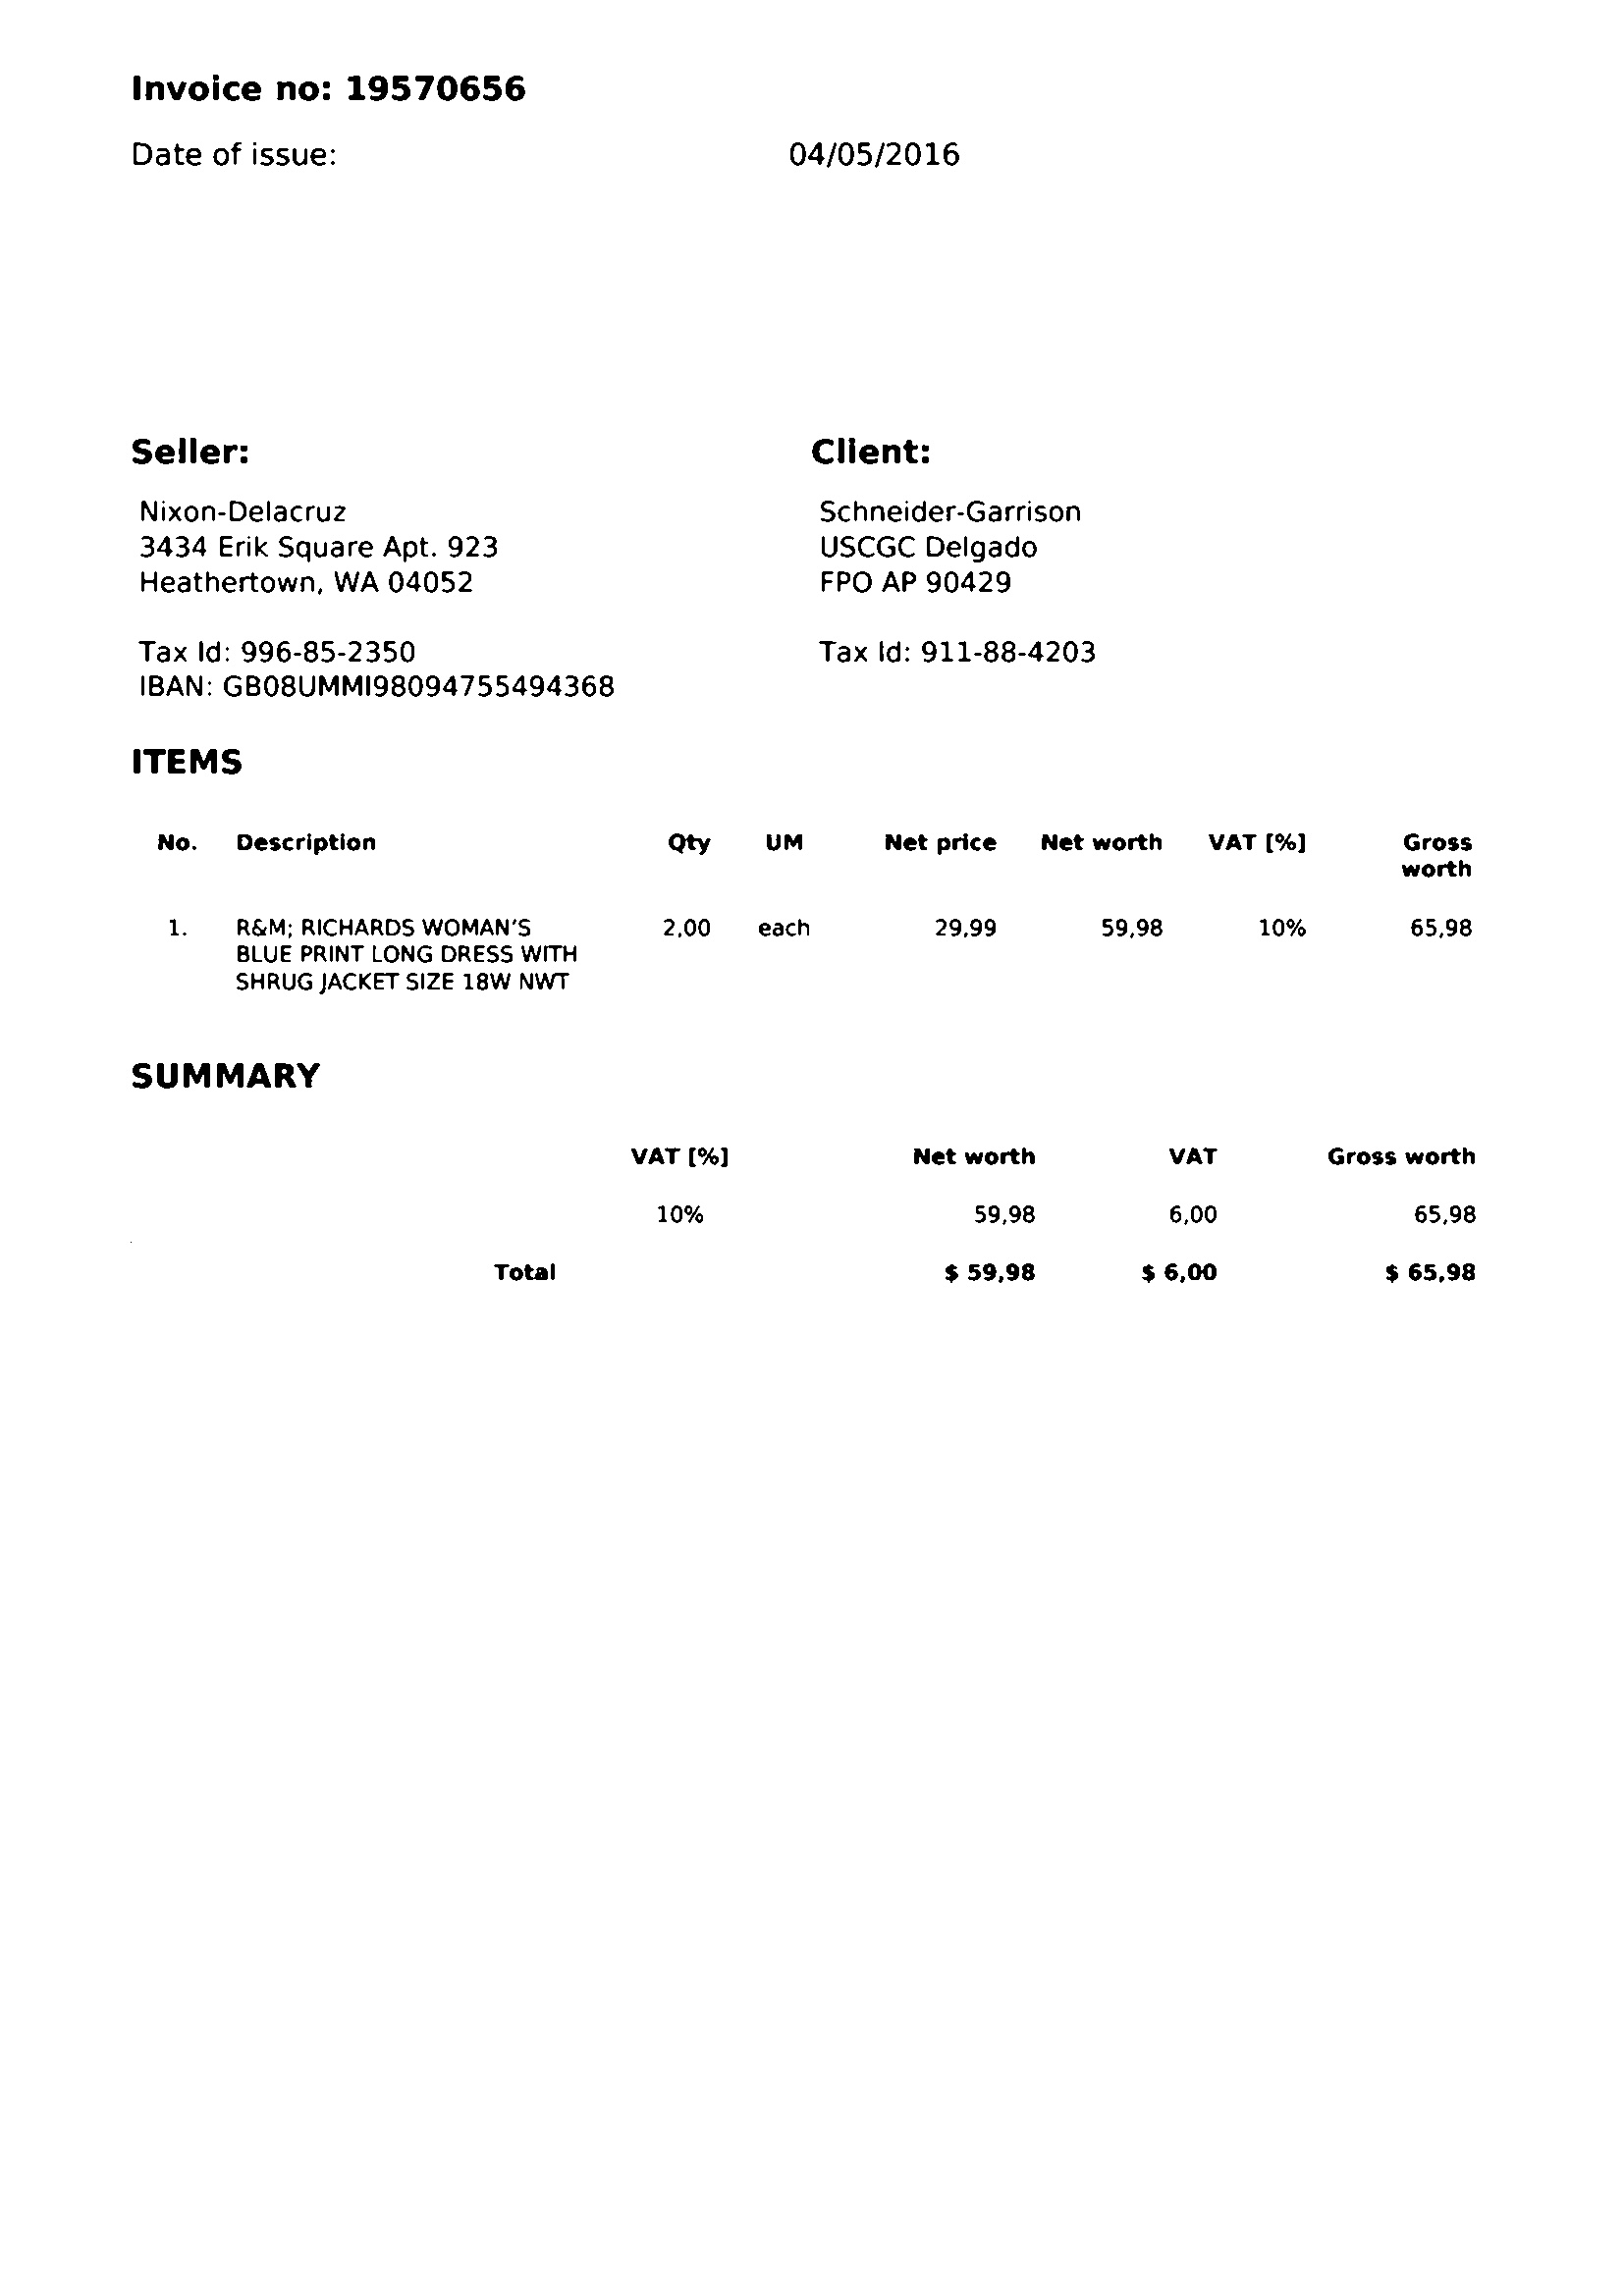 Invoice no: 19570656
Date of issue: 04/05/2016
Seller: Client:
Nixon-Delacruz Schneider-Garrison
3434 Erik Square Apt. 923 USCGC Delgado
Heathertown, WA 04052 FPO AP 90429
Tax Id: 996-85-2350 Tax Id: 911-88-4203
IBAN: GB08UMMI98094755494368
ITEMS
No. Description Qty UM Net price Net worth VAT [%] Gross
worth
1. R&M; RICHARDS WOMAN'S 2,00 each 29,99 59,98 10% 65,98
BLUE PRINT LONG DRESS WITH
SHRUG JACKET SIZE 18W NWT
SUMMARY
VAT [%] Net worth VAT Gross worth
10% 59,98 6,00 65,98
Total $ 59,98 $ 6,00 $ 65,98